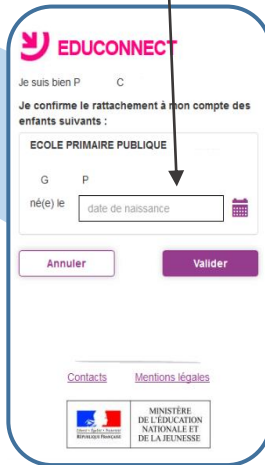 EDUCONNECT
Je suis bien P C
Je confirme le rattachement à mon compte des
enfants suivants :
ECOLE PRIMAIRE PUBLIQUE
G P
né(e) le date de naissance
Annuler Valider
Contacts Mentions légales
Liberté • Égalité • Fraternité
RÉPUBLIQUE FRANÇAISE
MINISTÈRE
DE L'ÉDUCATION
NATIONALE ET
DE LA JEUNESSE